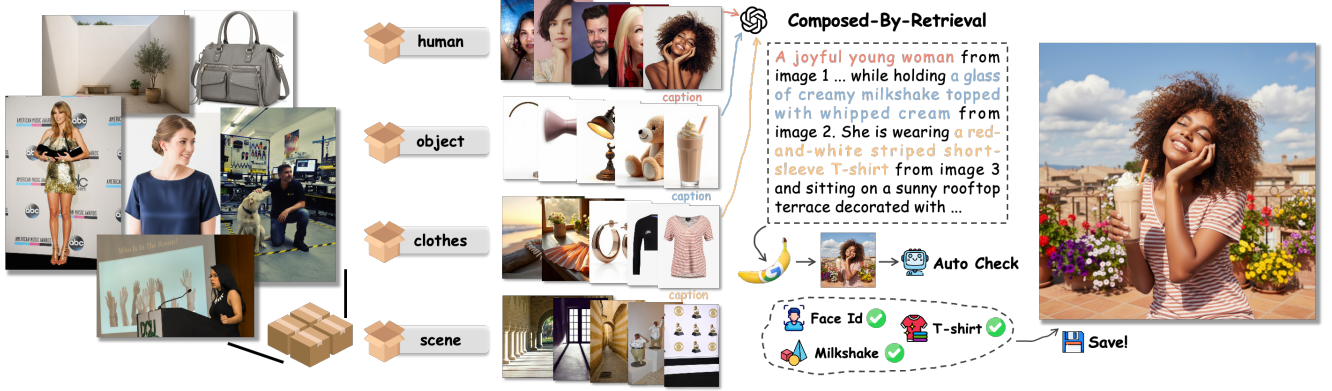 human
object
clothes
scene
caption
caption
Composed-By-Retrieval
A joyful young woman from
image 1 ... while holding a glass
of creamy milkshake topped
with whipped cream from
image 2. She is wearing a red-
and-white striped short-
sleeve T-shirt from image 3
and sitting on a sunny rooftop
terrace decorated with ...
Auto Check
Face Id
T-shirt
Milkshake
Save!
abc
AMERICAN MUSIC AWARDS
abc
abc